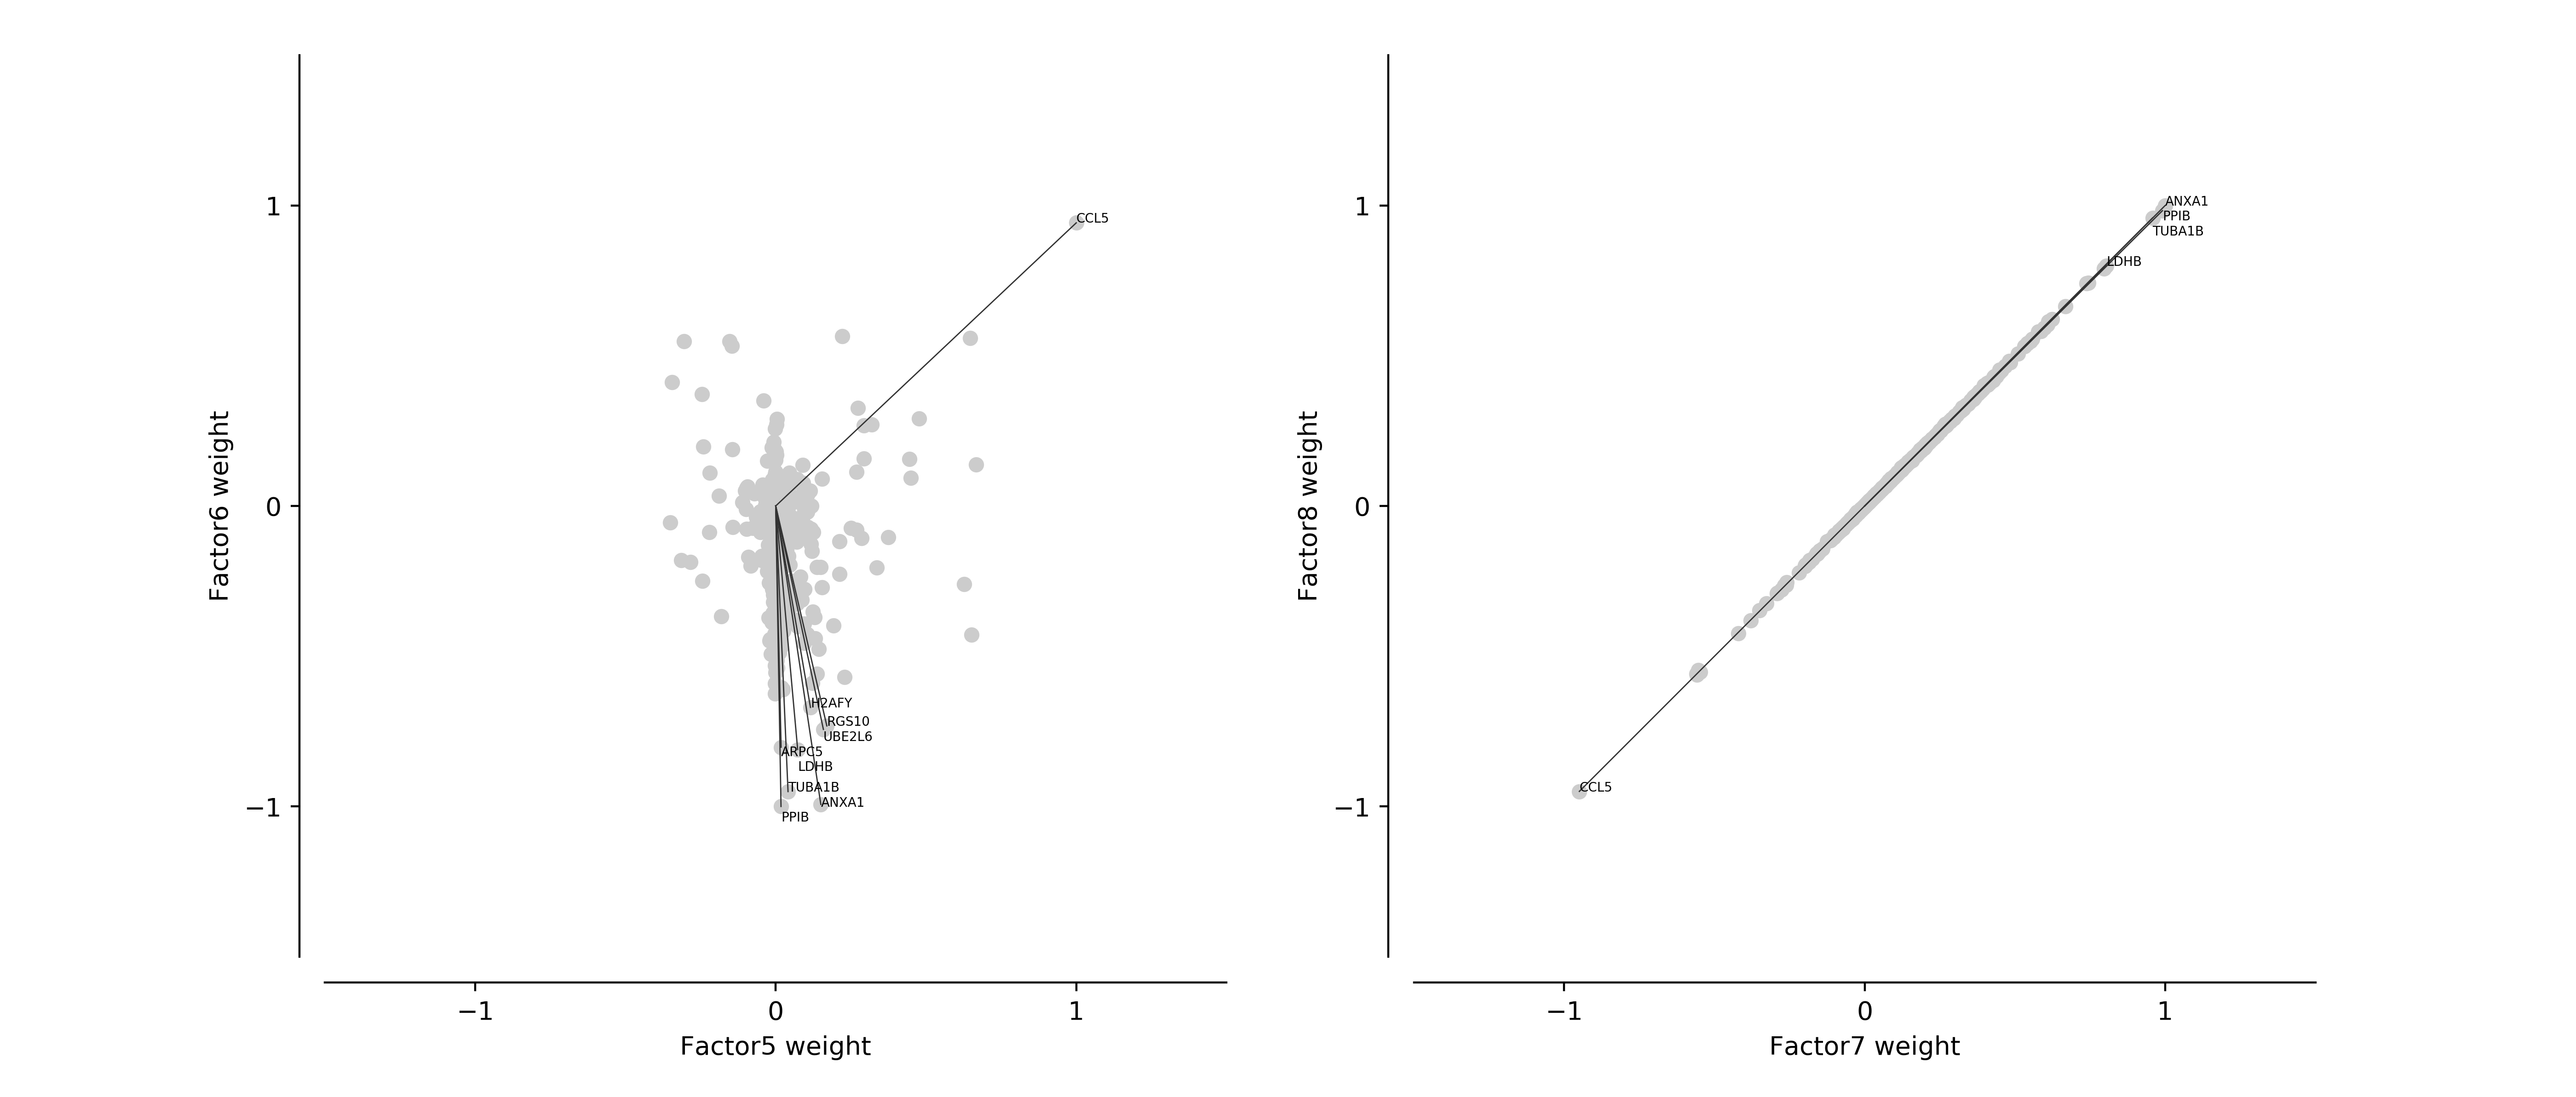 1
0
−1
Factor6 weight
CCL5
H2AFY
RGS10
UBE2L6
ARPC5
LDHB
TUBA1B
ANXA1
PPIB
−1 0 1
Factor5 weight
1
0
−1
Factor8 weight
ANXA1
PPIB
TUBA1B
LDHB
CCL5
−1 0 1
Factor7 weight